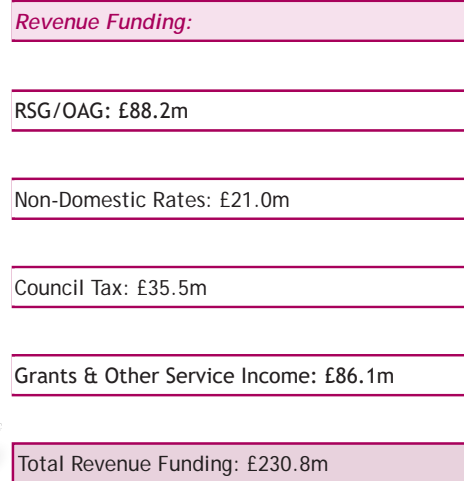 Revenue Funding:
RSG/OAG: £88.2m
Non-Domestic Rates: £21.0m
Council Tax: £35.5m
Grants & Other Service Income: £86.1m
Total Revenue Funding: £230.8m